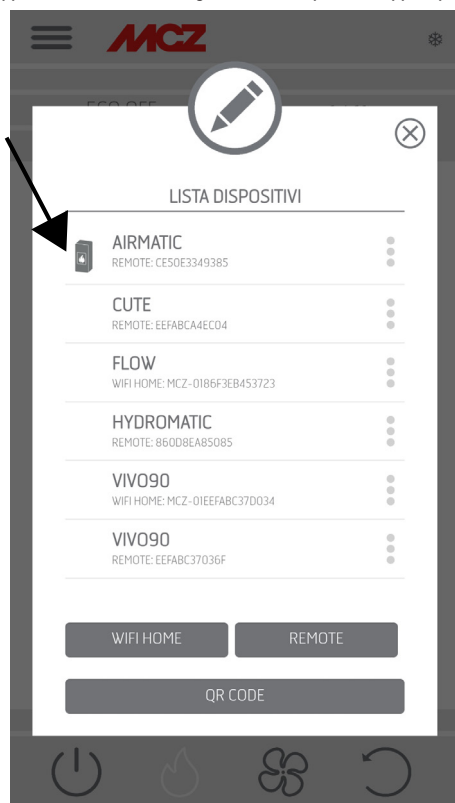 MCZ
LISTA DISPOSITIVI
AIRMATIC
REMOTE: CE50E3349385
CUTE
REMOTE: EEFABCA4EC04
FLOW
WIFI HOME: MCZ-0186F3EB453723
HYDROMATIC
REMOTE: 860D8EA85085
VIVO90
WIFI HOME: MCZ-01EEFABC37D034
VIVO90
REMOTE: EEFABC37036F
WIFI HOME
REMOTE
QR CODE